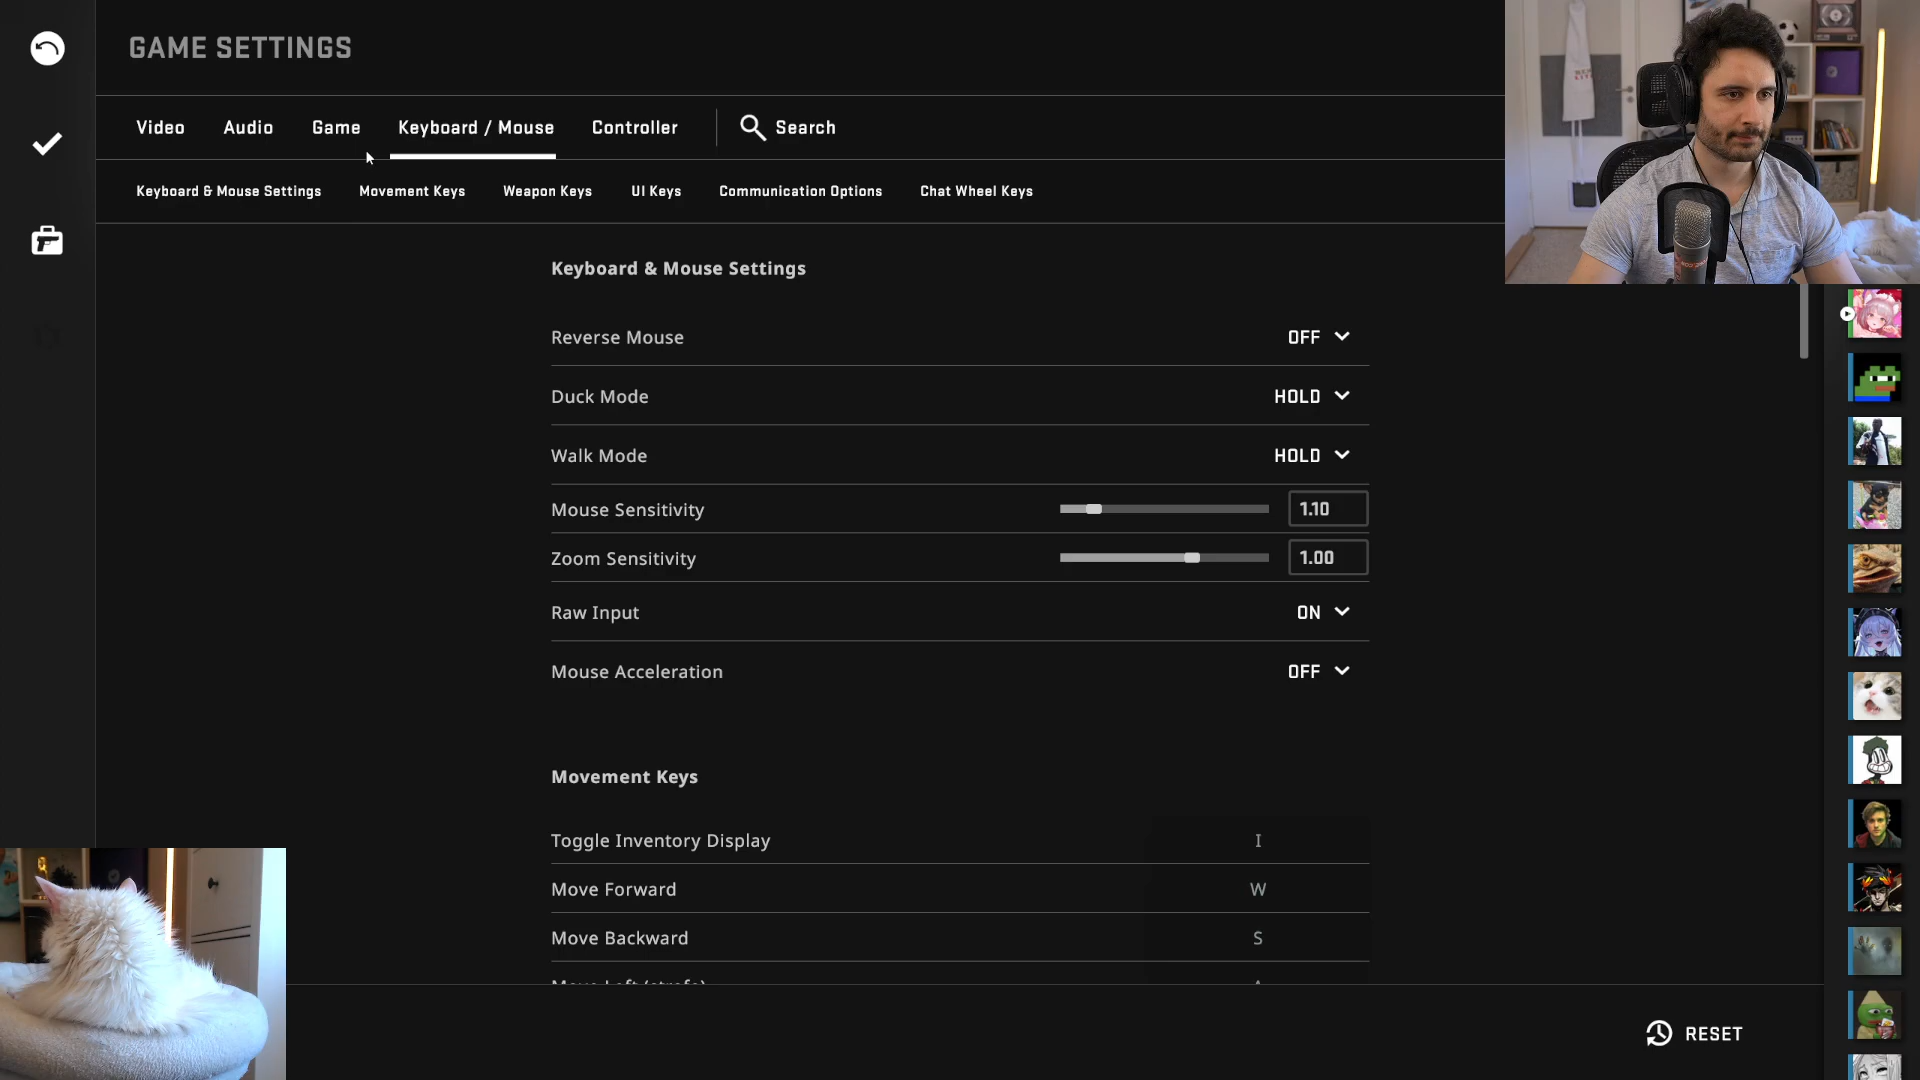 GAME SETTINGS
Video Audio Game Keyboard / Mouse Controller Search
Keyboard & Mouse Settings Movement Keys Weapon Keys UI Keys Communication Options Chat Wheel Keys
Keyboard & Mouse Settings
Reverse Mouse OFF
Duck Mode HOLD
Walk Mode HOLD
Mouse Sensitivity 1.10
Zoom Sensitivity 1.00
Raw Input ON
Mouse Acceleration OFF
Movement Keys
Toggle Inventory Display I
Move Forward W
Move Backward S
Move Left (strafe) A
RESET